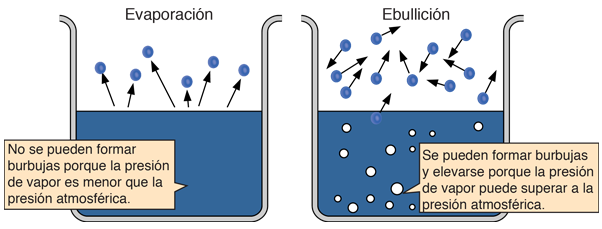 Evaporación
No se pueden formar
burbujas porque la presión
de vapor es menor que la
presión atmosférica.
Ebullición
Se pueden formar burbujas
y elevarse porque la presión
de vapor puede superar a la
presión atmosférica.